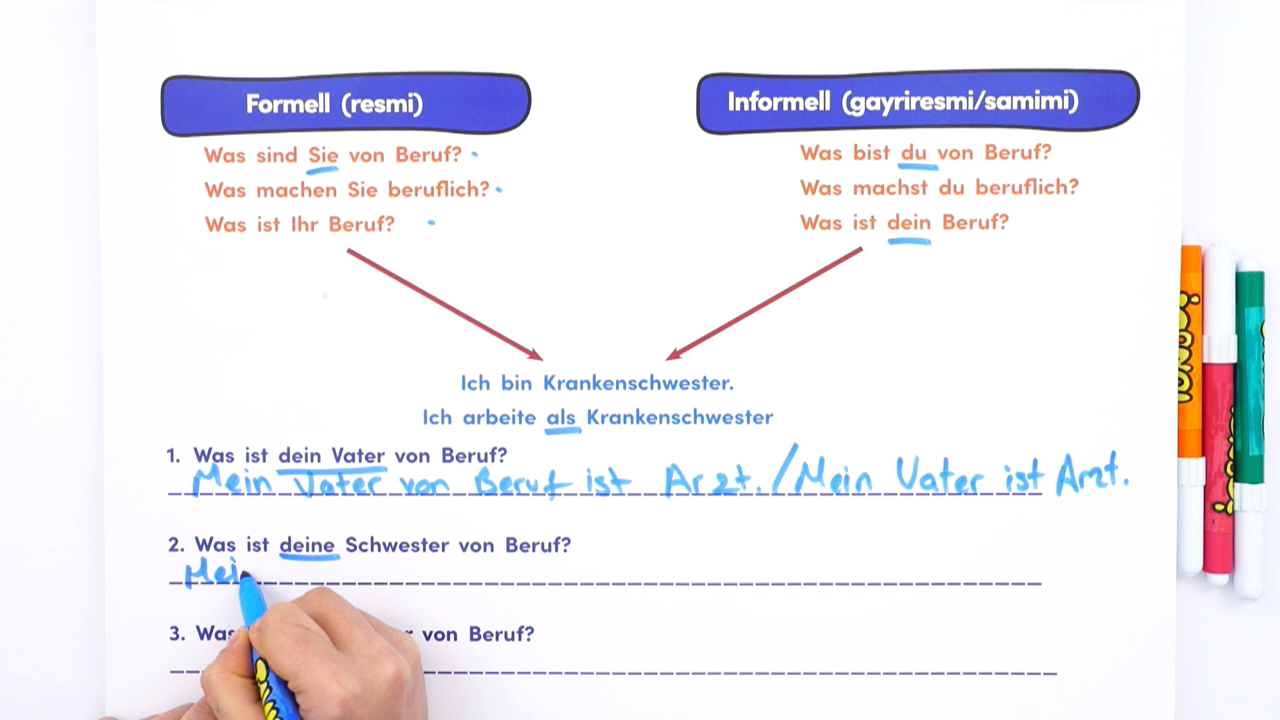 Formell (resmi)
Was sind Sie von Beruf?
Was machen Sie beruflich?
Was ist Ihr Beruf?
Informell (gayriresmi/samimi)
Was bist du von Beruf?
Was machst du beruflich?
Was ist dein Beruf?
Ich bin Krankenschwester.
Ich arbeite als Krankenschwester
1. Was ist dein Vater von Beruf?
Mein Vater von Beruf ist Arzt. / Mein Vater ist Arzt.
2. Was ist deine Schwester von Beruf?
Mei
3. Was von Beruf?